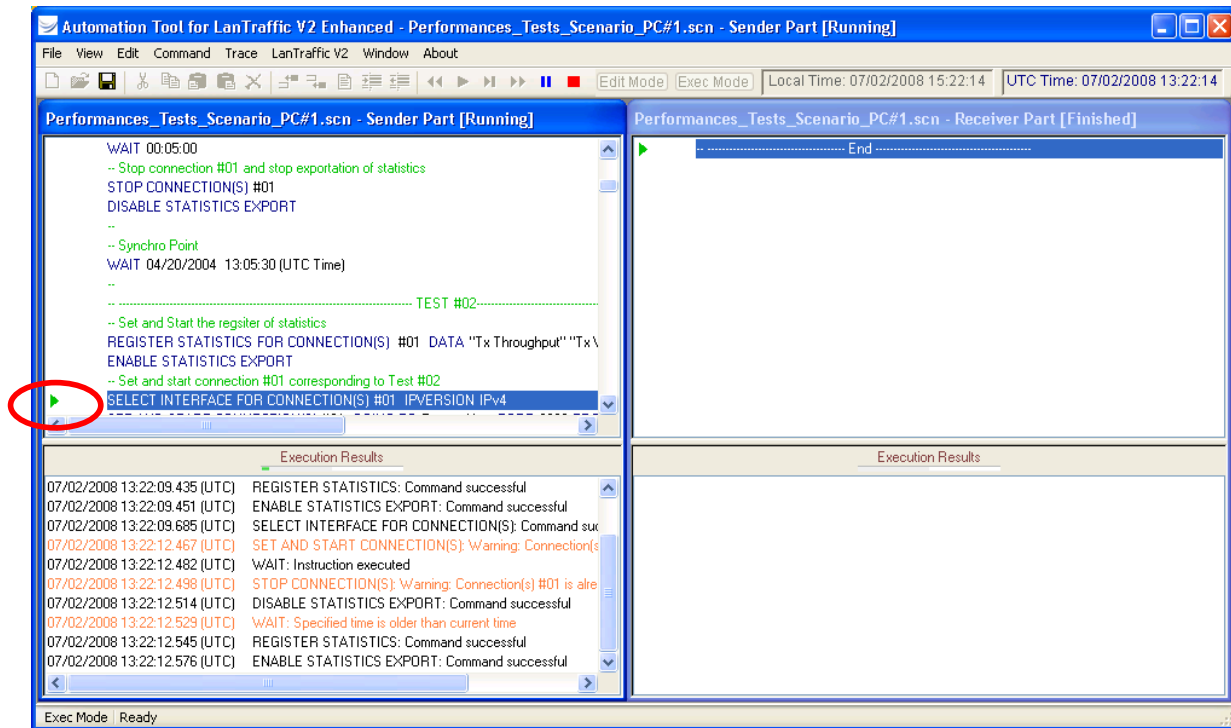 Automation Tool for LanTraffic V2 Enhanced - Performances_Tests_Scenario_PC#1.scn - Sender Part [Running]
File View Edit Command Trace LanTraffic V2 Window About
Edit Mode Exec Mode Local Time: 07/02/2008 15:22:14 UTC Time: 07/02/2008 13:22:14
Performances_Tests_Scenario_PC#1.scn - Sender Part [Running]
WAIT 00:05:00
-- Stop connection #01 and stop exportation of statistics
STOP CONNECTION(S) #01
DISABLE STATISTICS EXPORT
--
-- Synchro Point
WAIT 04/20/2004 13:05:30 (UTC Time)
--
-- ---------------------------------------- TEST #02----------------------------
-- Set and Start the regsiter of statistics
REGISTER STATISTICS FOR CONNECTION(S) #01 DATA "Tx Throughput" "Tx
ENABLE STATISTICS EXPORT
-- Set and start connection #01 corresponding to Test #02
SELECT INTERFACE FOR CONNECTION(S) #01 IPVERSION IPv4
Execution Results
07/02/2008 13:22:09.435 (UTC) REGISTER STATISTICS: Command successful
07/02/2008 13:22:09.451 (UTC) ENABLE STATISTICS EXPORT: Command successful
07/02/2008 13:22:09.685 (UTC) SELECT INTERFACE FOR CONNECTION(S): Command suc
07/02/2008 13:22:12.467 (UTC) SET AND START CONNECTION(S): Warning: Connection(s
07/02/2008 13:22:12.482 (UTC) WAIT: Instruction executed
07/02/2008 13:22:12.498 (UTC) STOP CONNECTION(S): Warning: Connection(s) #01 is alre
07/02/2008 13:22:12.514 (UTC) DISABLE STATISTICS EXPORT: Command successful
07/02/2008 13:22:12.529 (UTC) WAIT: Specified time is older than current time
07/02/2008 13:22:12.545 (UTC) REGISTER STATISTICS: Command successful
07/02/2008 13:22:12.576 (UTC) ENABLE STATISTICS EXPORT: Command successful
Performances_Tests_Scenario_PC#1.scn - Receiver Part [Finished]
-- ---------------------------------------- End ----------------------------------------
Execution Results
Exec Mode Ready